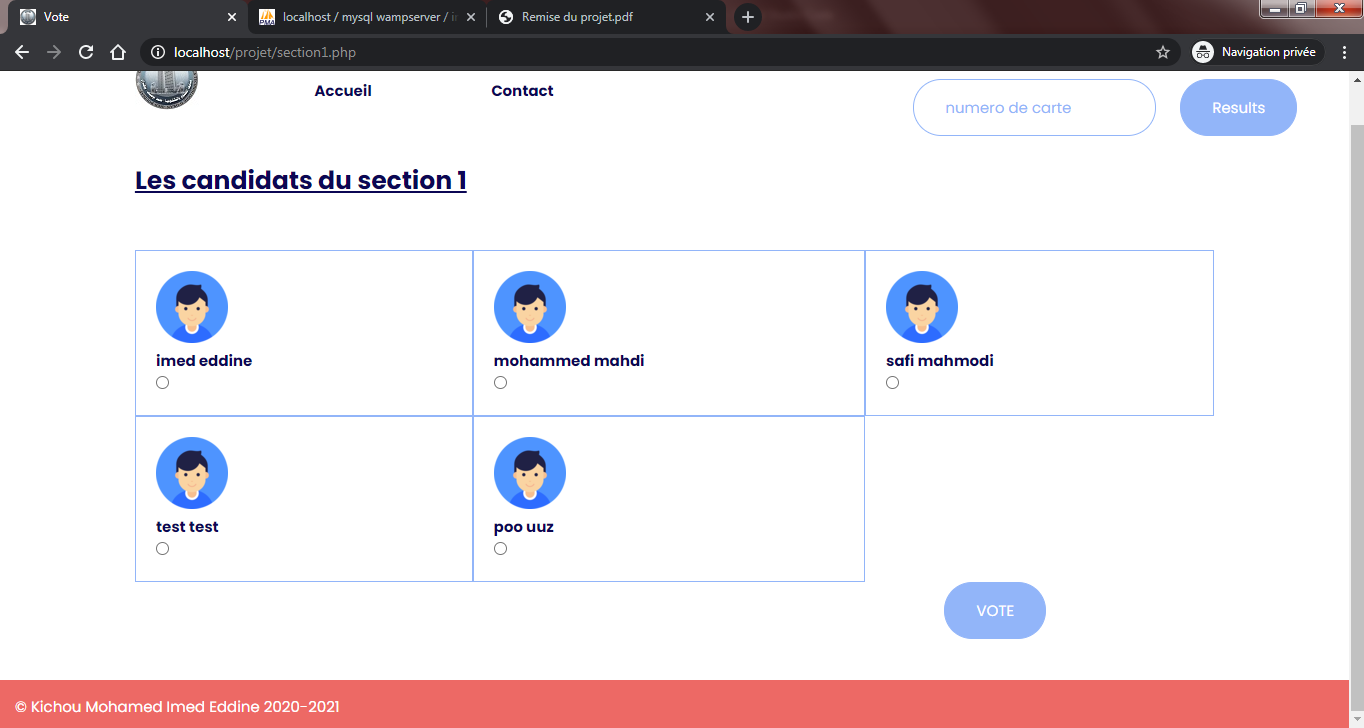 Vote
localhost / mysql wampserver /
Remise du projet.pdf
localhost/projet/section1.php
Navigation privée
Accueil
Contact
numero de carte
Results
Les candidats du section 1
imed eddine
mohammed mahdi
safi mahmodi
test test
poo uuz
VOTE
© Kichou Mohamed Imed Eddine 2020-2021